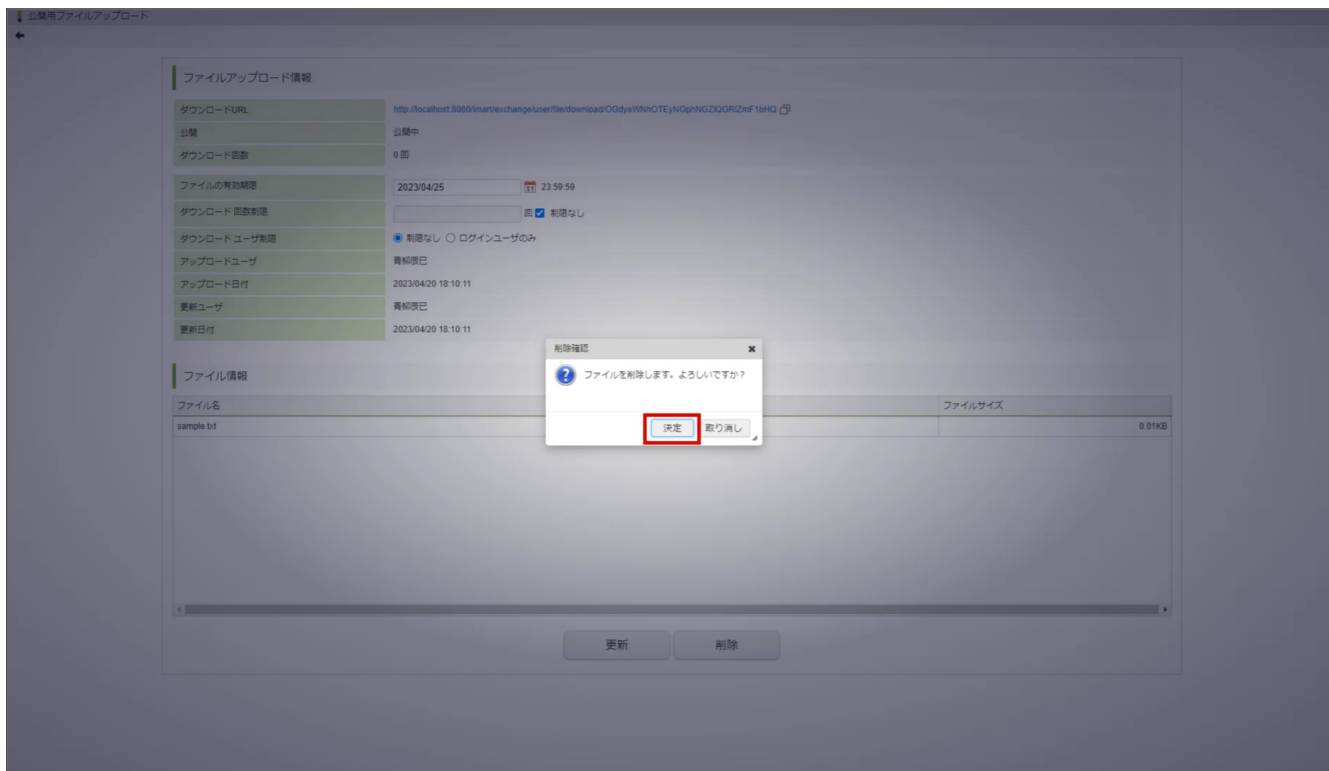 公開用ファイルアップロード
ファイルアップロード情報
ダウンロードURL
公開 公開中
ダウンロード回数 0 回
ファイルの有効期限 2023/04/25 31 23:59:59
ダウンロード 回数制限 回 制限なし
ダウンロード ユーザ制限 制限なし ログインユーザのみ
アップロードユーザ 青柳辰巳
アップロード日付 2023/04/20 18:10:11
更新ユーザ 青柳辰巳
更新日付 2023/04/20 18:10:11
削除確認
ファイルを削除します。よろしいですか?
決定 取り消し
ファイル情報
ファイル名 ファイルサイズ
sample.txt 0.01KB
更新 削除